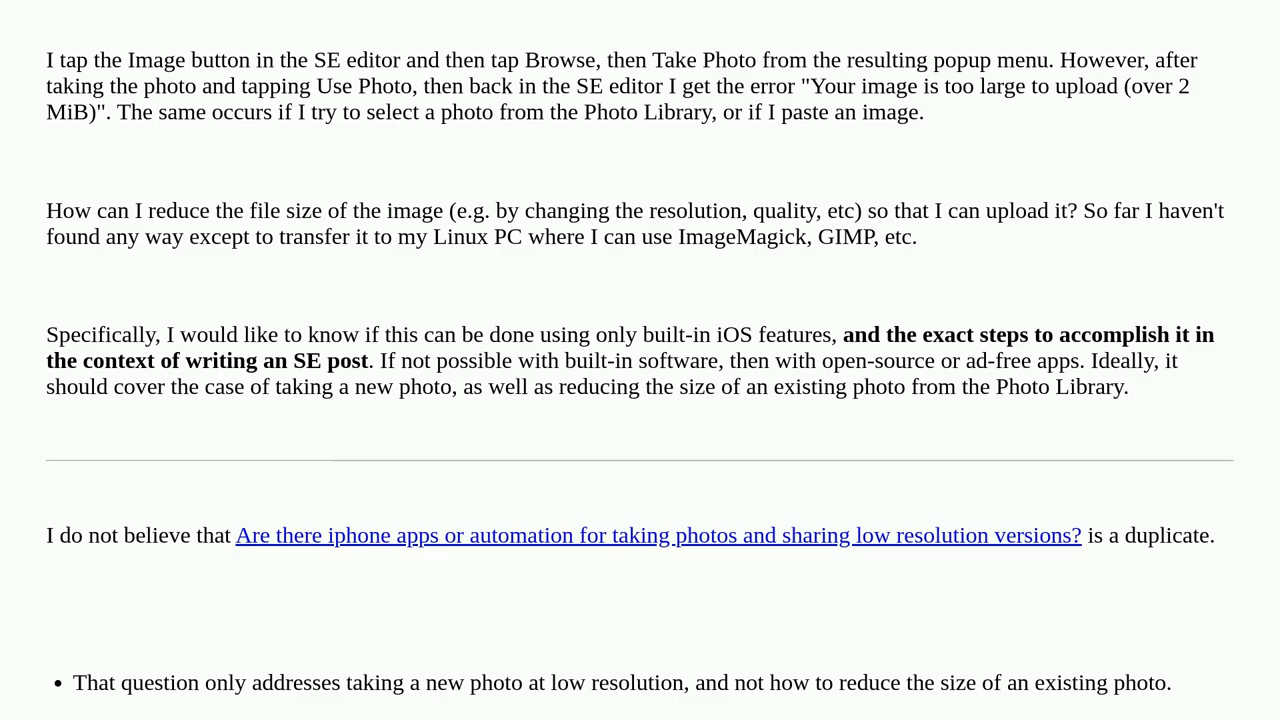 I tap the Image button in the SE editor and then tap Browse, then Take Photo from the resulting popup menu. However, after
taking the photo and tapping Use Photo, then back in the SE editor I get the error "Your image is too large to upload (over 2
MiB)". The same occurs if I try to select a photo from the Photo Library, or if I paste an image.
How can I reduce the file size of the image (e.g. by changing the resolution, quality, etc) so that I can upload it? So far I haven't
found any way except to transfer it to my Linux PC where I can use ImageMagick, GIMP, etc.
Specifically, I would like to know if this can be done using only built-in iOS features, and the exact steps to accomplish it in
the context of writing an SE post. If not possible with built-in software, then with open-source or ad-free apps. Ideally, it
should cover the case of taking a new photo, as well as reducing the size of an existing photo from the Photo Library.
I do not believe that Are there iphone apps or automation for taking photos and sharing low resolution versions? is a duplicate.
• That question only addresses taking a new photo at low resolution, and not how to reduce the size of an existing photo.